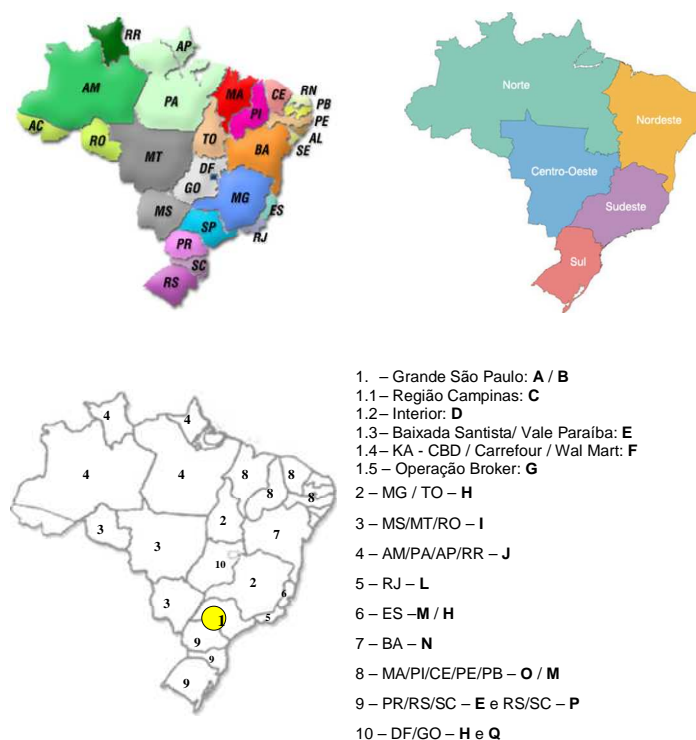 RR
AP
AM
PA
MA
CE
RN
PB
PE
AL
SE
PI
AC
RO
TO
BA
MT
DF
GO
MG
MS
ES
SP
RJ
PR
SC
RS
Norte
Nordeste
Centro-Oeste
Sudeste
Sul
4
4
4
4
8
8
8
8
3
2
7
3
10
2
6
3
1
5
9
9
9
1. – Grande São Paulo: A / B
1.1 – Região Campinas: C
1.2 – Interior: D
1.3 – Baixada Santista/ Vale Paraíba: E
1.4 – KA - CBD / Carrefour / Wal Mart: F
1.5 – Operação Broker: G
2 – MG / TO – H
3 – MS/MT/RO – I
4 – AM/PA/AP/RR – J
5 – RJ – L
6 – ES –M / H
7 – BA – N
8 – MA/PI/CE/PE/PB – O / M
9 – PR/RS/SC – E e RS/SC – P
10 – DF/GO – H e Q